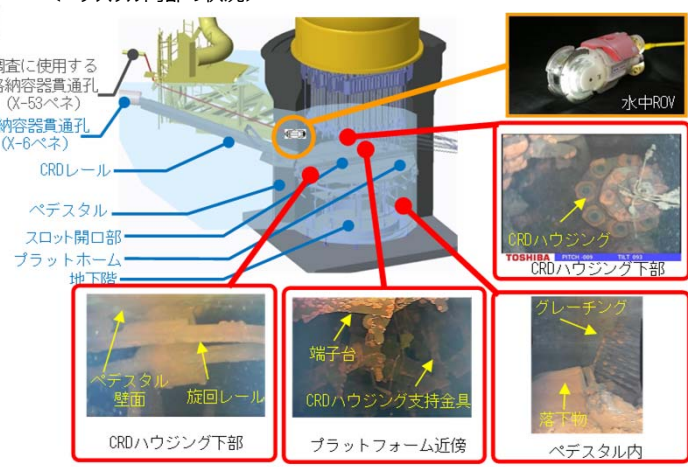 調査に使用する
格納容器貫通孔
(X-53ペネ)
納容器貫通孔
(X-6ペネ)
CRDレール
ペデスタル
スロット開口部
プラットホーム
地下階
水中ROV
CRDハウジング
TOSHIBA PITCH 009 TILT 093
CRDハウジング下部
ペデスタル
壁面
旋回レール
CRDハウジング下部
端子台
CRDハウジング支持金具
プラットフォーム近傍
グレーチング
落下物
ペデスタル内